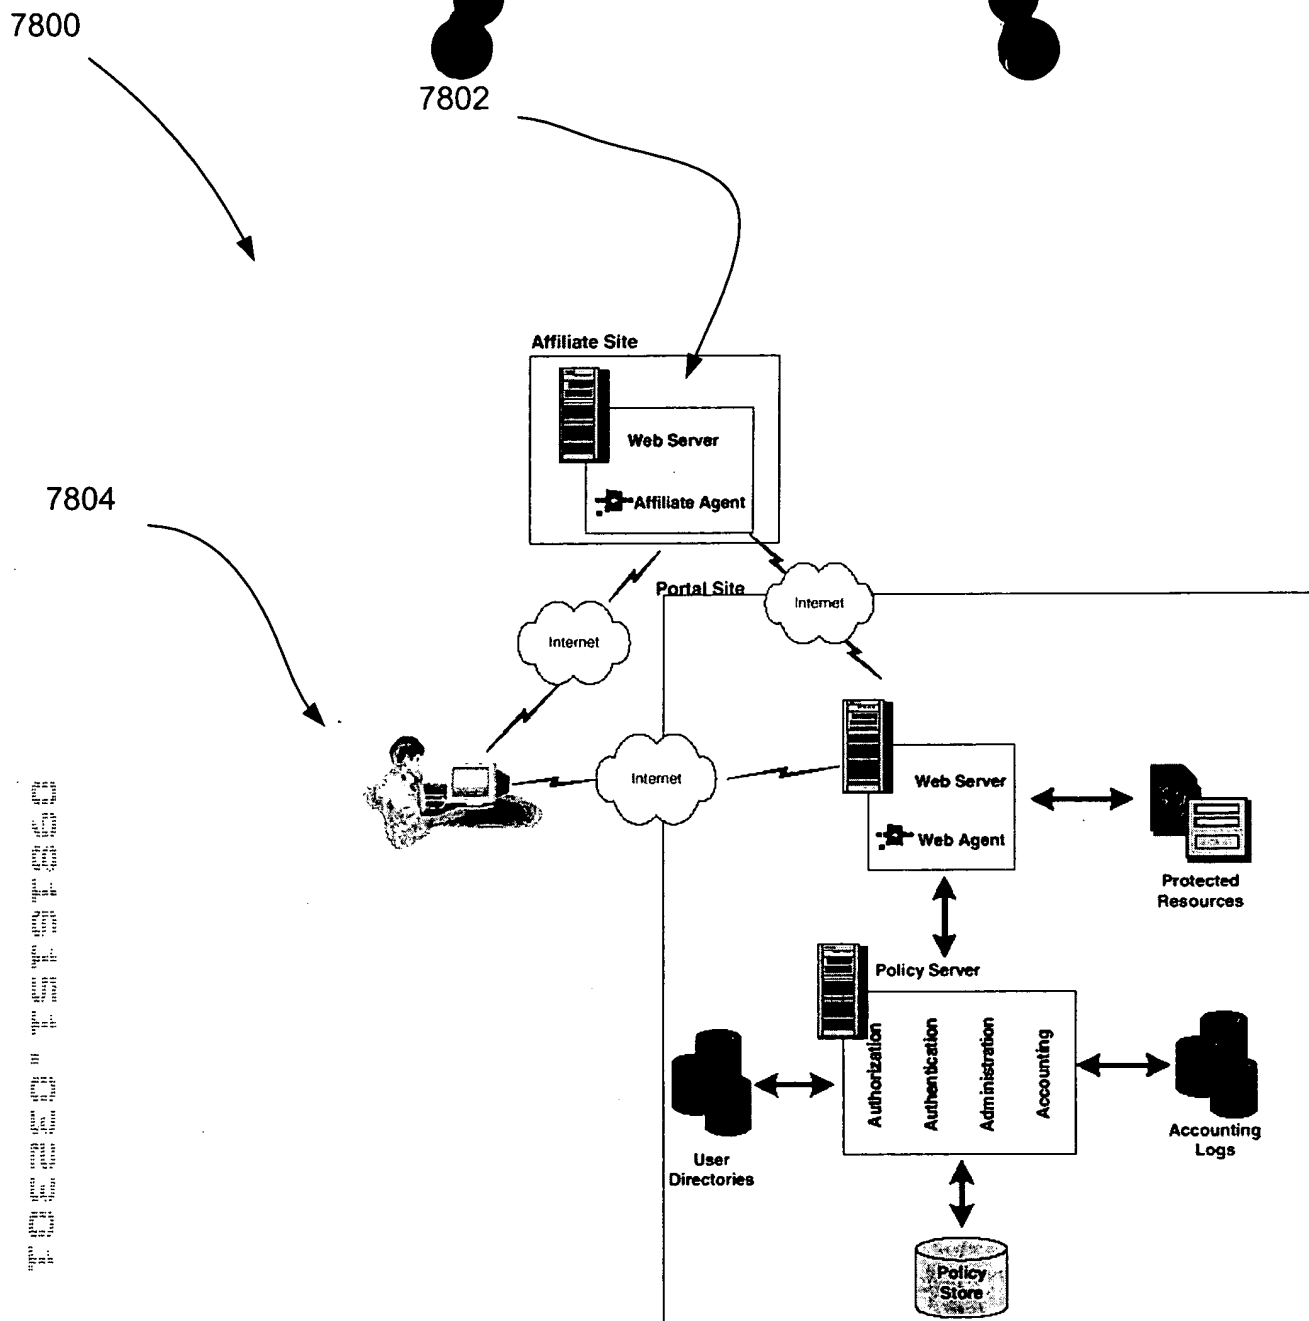 7800
7802
Affiliate Site
Web Server
Affiliate Agent
7804
Portal Site
Internet
Internet
Internet
Web Server
Web Agent
Protected
Resources
Policy Server
Authorization
Authentication
Administration
Accounting
User
Directories
Accounting
Logs
Policy
Store